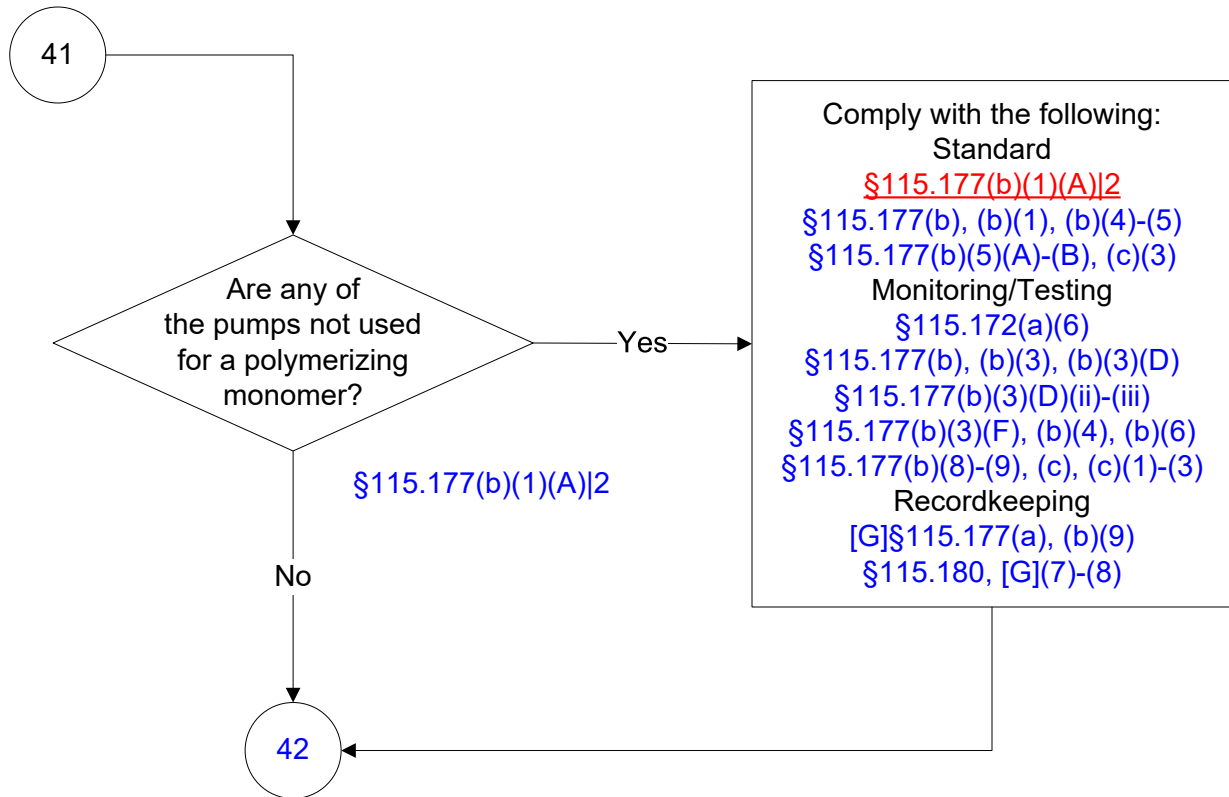 41
Are any of
the pumps not used
for a polymerizing
monomer?
Yes
Comply with the following:
Standard
§115.177(b)(1)(A)|2
§115.177(b), (b)(1), (b)(4)-(5)
§115.177(b)(5)(A)-(B), (c)(3)
Monitoring/Testing
§115.172(a)(6)
§115.177(b), (b)(3), (b)(3)(D)
§115.177(b)(3)(D)(ii)-(iii)
§115.177(b)(3)(F), (b)(4), (b)(6)
§115.177(b)(8)-(9), (c), (c)(1)-(3)
Recordkeeping
[G]§115.177(a), (b)(9)
§115.180, [G](7)-(8)
§115.177(b)(1)(A)|2
No
42